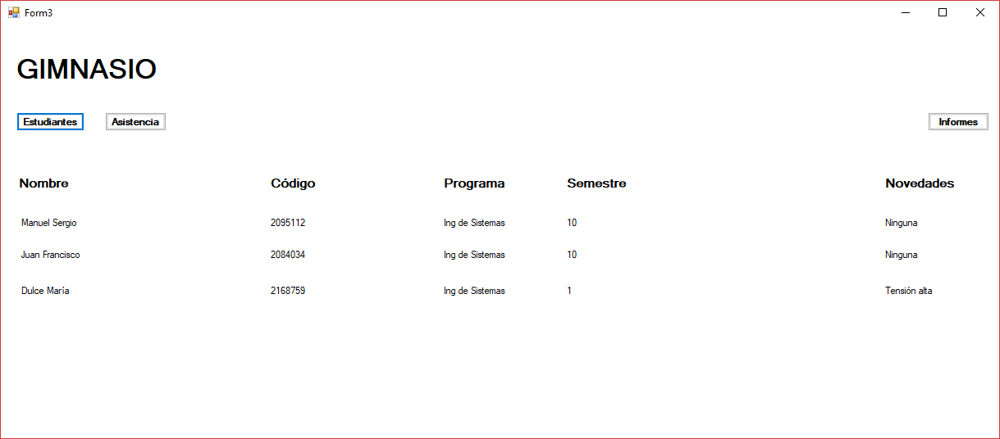 Form3
GIMNASIO
Estudiantes Asistencia Informes
Nombre Código Programa Semestre Novedades
Manuel Sergio 2095112 Ing de Sistemas 10 Ninguna
Juan Francisco 2084034 Ing de Sistemas 10 Ninguna
Dulce María 2168759 Ing de Sistemas 1 Tensión alta